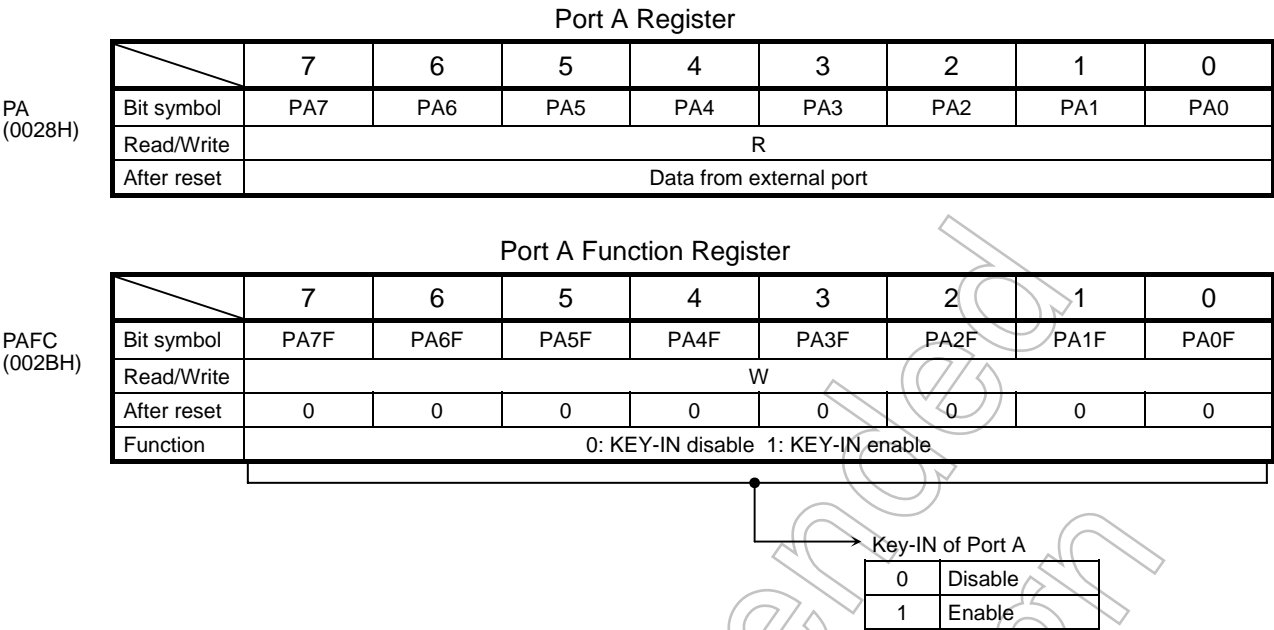 Port A Register
7 6 5 4 3 2 1 0
PA
(0028H)
Bit symbol PA7 PA6 PA5 PA4 PA3 PA2 PA1 PA0
Read/Write R
After reset Data from external port
Port A Function Register
7 6 5 4 3 2 1 0
PAFC
(002BH)
Bit symbol PA7F PA6F PA5F PA4F PA3F PA2F PA1F PA0F
Read/Write W
After reset 0 0 0 0 0 0 0 0
Function 0: KEY-IN disable 1: KEY-IN enable
Key-IN of Port A
0 Disable
1 Enable